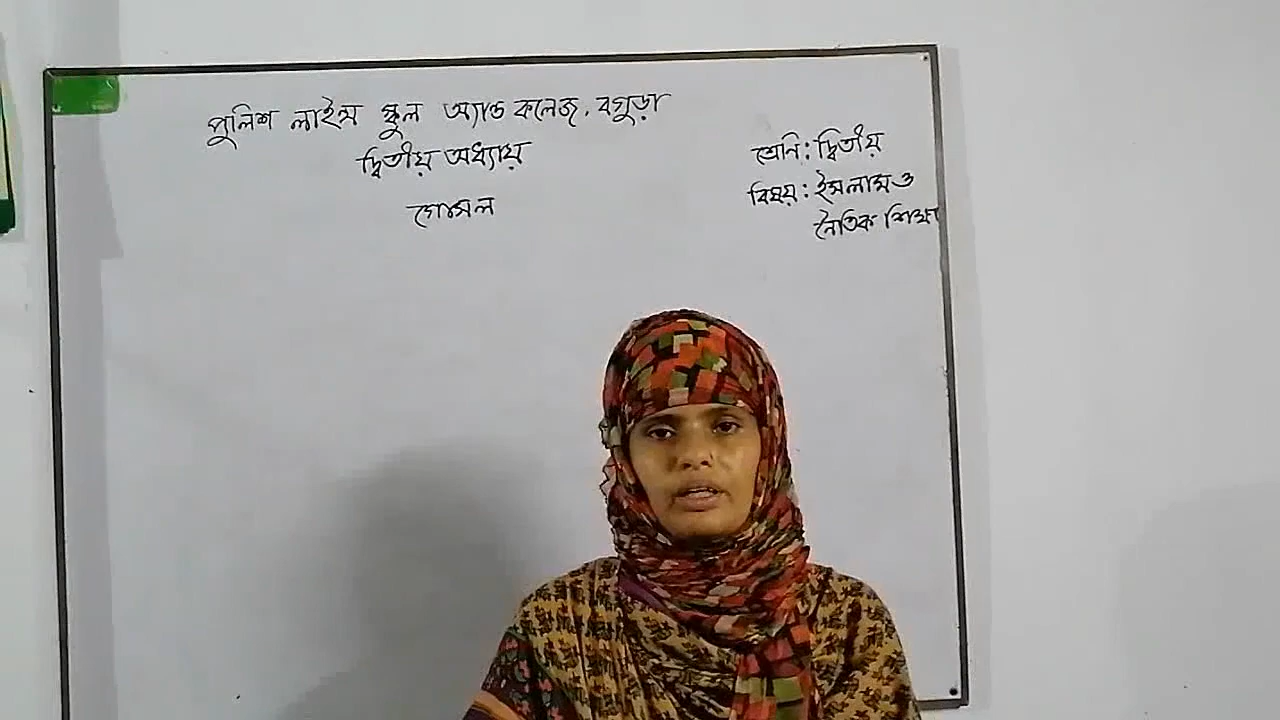 পুলিশ লাইন্স স্কুল অ্যান্ড কলেজ, বগুড়া
দ্বিতীয় অধ্যায়
গোসল
শ্রেনি: দ্বিতীয়
বিষয়: ইসলাম ও
নৈতিক শিক্ষা